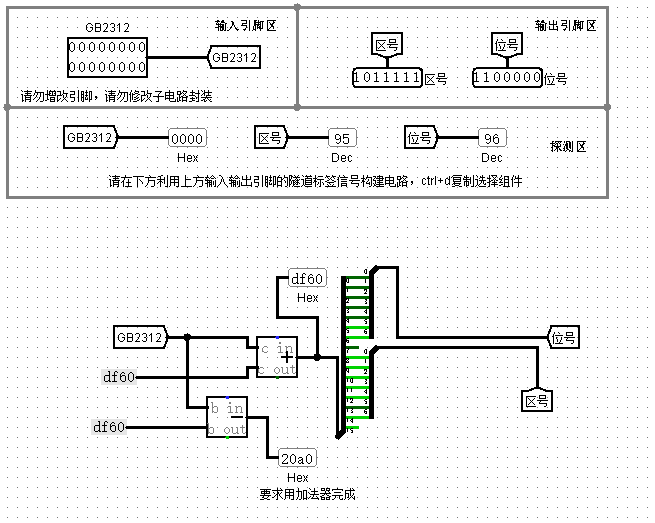 GB2312
输入引脚区
0000000
0000000
GB2312
请勿增改引脚，请勿修改子电路封装
输出引脚区
区号
位号
1011111
区号
1100000
位号
GB2312
0000
Hex
区号
95
Dec
位号
96
Dec
探测区
请在下方利用上方输入输出引脚的隧道标签信号构建电路，ctrl+d复制选择组件
df60
Hex
GB2312
c in
+
c out
df60
b in
b out
df60
20a0
Hex
要求用加法器完成
位号
区号